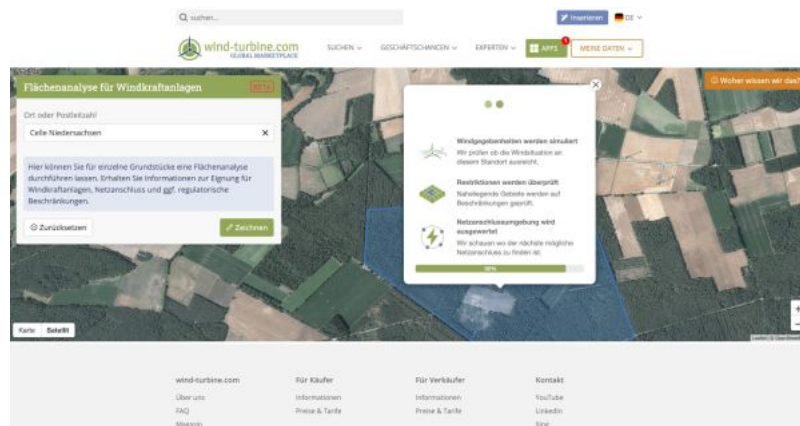 suchen...
Inserieren
DE
wind-turbine.com
GLOBAL MARKETPLACE
SUCHEN
GESCHÄFTSCHANCEN
EXPERTEN
APPS
1
MEINE DATEN
Flächenanalyse für Windkraftanlagen
BETA
Woher wissen wir das?
Ort oder Postleitzahl
Celle Niedersachsen
Hier können Sie für einzelne Grundstücke eine Flächenanalyse
durchführen lassen. Erhalten Sie Informationen zur Eignung für
Windkraftanlagen, Netzanschluss und ggf. regulatorische
Beschränkungen.
Zurücksetzen
Zeichnen
Windgegebenheiten werden simuliert
Wir prüfen ob die Windsituation an
diesem Standort ausreicht.
Restriktionen werden überprüft
Naheliegende Gebiete werden auf
Beschränkungen geprüft.
Netzanschlussumgebung wird
ausgewertet
Wir schauen wo der nächste mögliche
Netzanschluss zu finden ist.
Karte
Satellit
wind-turbine.com
Über uns
FAQ
Magazin
Für Käufer
Informationen
Preise & Tarife
Für Verkäufer
Informationen
Preise & Tarife
Kontakt
YouTube
LinkedIn
Xing